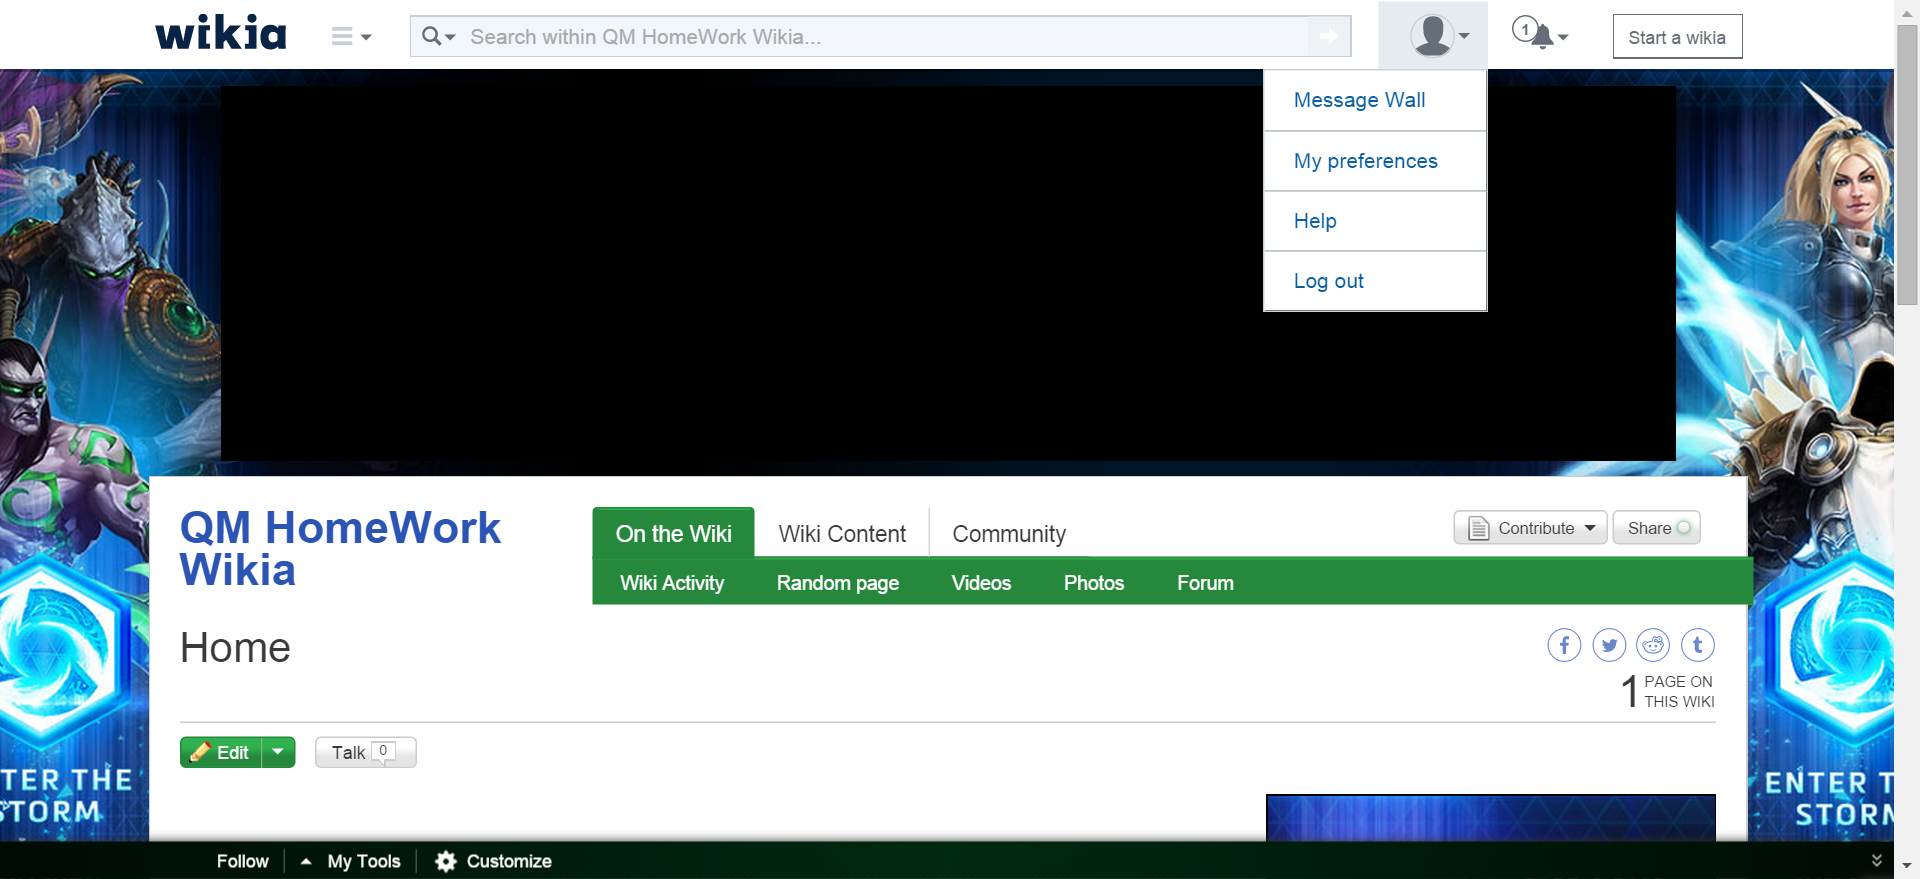 wikia
Search within QM HomeWork Wikia...
1
Start a wikia
Message Wall
My preferences
Help
Log out
QM HomeWork
Wikia
On the Wiki
Wiki Content
Community
Contribute
Share
Wiki Activity
Random page
Videos
Photos
Forum
Home
1 PAGE ON
THIS WIKI
Edit
Talk 0
TER THE
STORM
ENTER T
STORM
Follow
My Tools
Customize